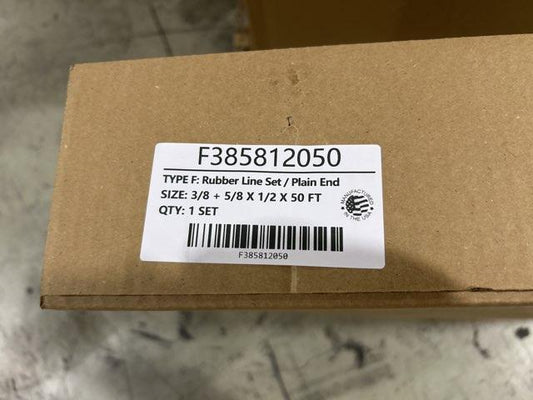 F385812050
TYPE F: Rubber Line Set / Plain End
SIZE: 3/8 + 5/8 X 1/2 X 50 FT
QTY: 1 SET
MANUFACTURED
IN THE USA
F385812050